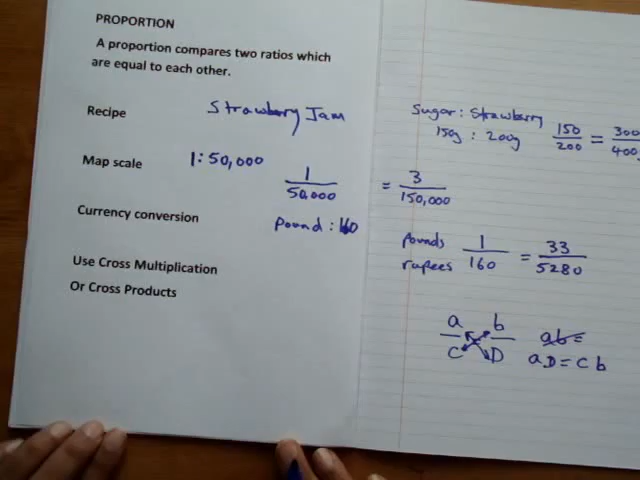 PROPORTION
A proportion compares two ratios which
are equal to each other.
Recipe
Strawberry Jam
Map scale
1:50,000
1/50,000 = 3/150,000
Currency conversion
Pound : 160
Use Cross Multiplication
Or Cross Products
Sugar : Strawberry
150g : 200g 150/200 = 300/400
Pounds 1 = 33
rupees 160 5280
a b ab =
C D aD = C b